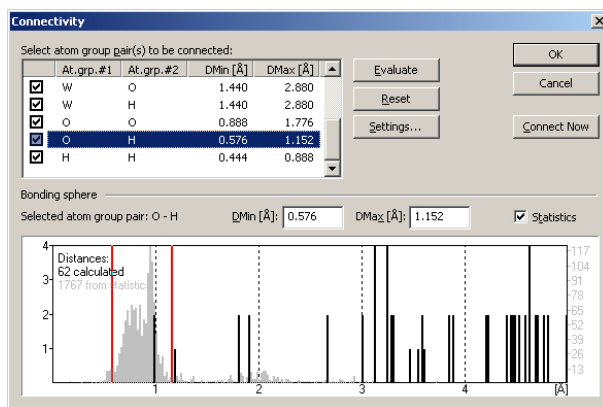 Connectivity
Select atom group pair(s) to be connected:
At.grp.#1 At.grp.#2 DMin [Å] DMax [Å]
W O 1.440 2.880
W H 1.440 2.880
O O 0.888 1.776
O H 0.576 1.152
H H 0.444 0.888
Evaluate
Reset
Settings...
OK
Cancel
Connect Now
Bonding sphere
Selected atom group pair: O - H DMin [Å]: 0.576 DMax [Å]: 1.152 Statistics
Distances:
62 calculated
1767 from statistics
4
3
2
1
117
104
91
78
65
52
39
26
13
1 2 3 4 [Å]